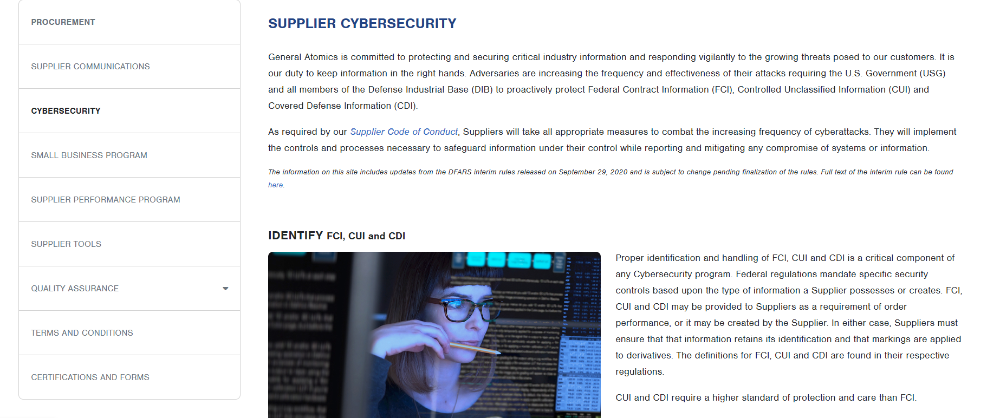 PROCUREMENT
SUPPLIER COMMUNICATIONS
CYBERSECURITY
SMALL BUSINESS PROGRAM
SUPPLIER PERFORMANCE PROGRAM
SUPPLIER TOOLS
QUALITY ASSURANCE
TERMS AND CONDITIONS
CERTIFICATIONS AND FORMS
SUPPLIER CYBERSECURITY
General Atomics is committed to protecting and securing critical industry information and responding vigilantly to the growing threats posed to our customers. It is
our duty to keep information in the right hands. Adversaries are increasing the frequency and effectiveness of their attacks requiring the U.S. Government (USG)
and all members of the Defense Industrial Base (DIB) to proactively protect Federal Contract Information (FCI), Controlled Unclassified Information (CUI) and
Covered Defense Information (CDI).
As required by our Supplier Code of Conduct, Suppliers will take all appropriate measures to combat the increasing frequency of cyberattacks. They will implement
the controls and processes necessary to safeguard information under their control while reporting and mitigating any compromise of systems or information.
The information on this site includes updates from the DFARS interim rules released on September 29, 2020 and is subject to change pending finalization of the rules. Full text of the interim rule can be found
here.
IDENTIFY FCI, CUI and CDI
Proper identification and handling of FCI, CUI and CDI is a critical component of
any Cybersecurity program. Federal regulations mandate specific security
controls based upon the type of information a Supplier possesses or creates. FCI,
CUI and CDI may be provided to Suppliers as a requirement of order
performance, or it may be created by the Supplier. In either case, Suppliers must
ensure that that information retains its identification and that markings are applied
to derivatives. The definitions for FCI, CUI and CDI are found in their respective
regulations.
CUI and CDI require a higher standard of protection and care than FCI.